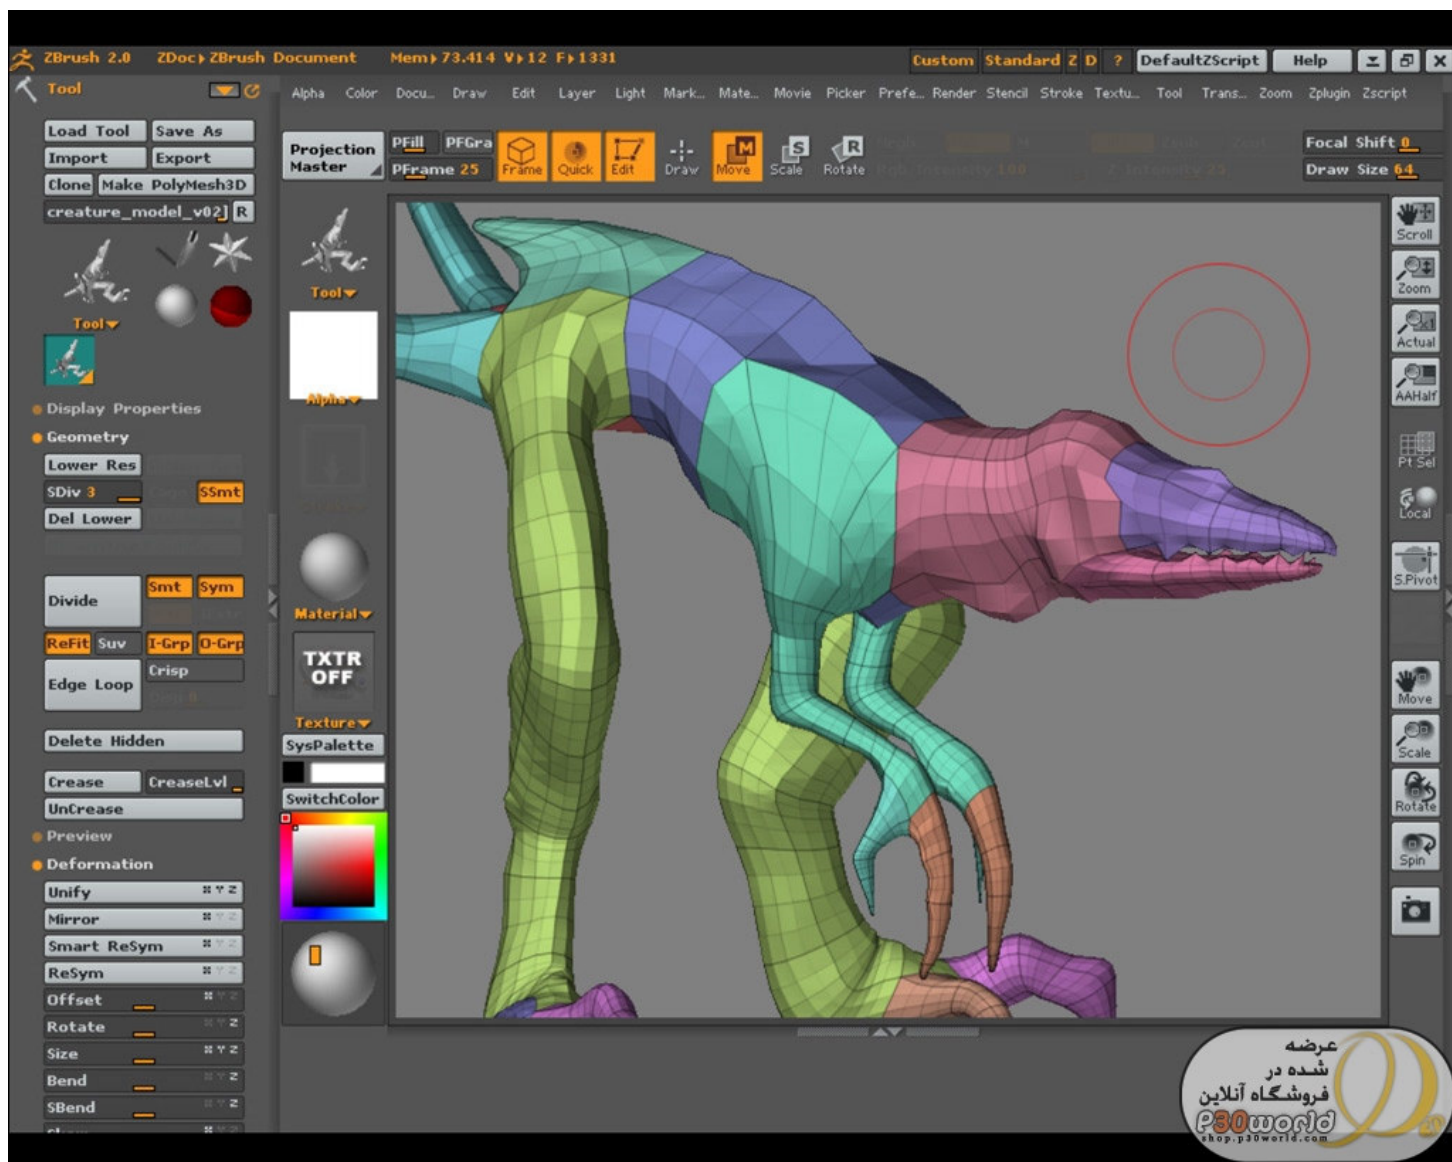 ZBrush 2.0 ZDoc▸ZBrush Document Mem▸73.414 V▸12 F▸1331 Custom Standard Z D ? DefaultZScript Help
Tool
Alpha Color Docu... Draw Edit Layer Light Mark... Mate... Movie Picker Prefe... Render Stencil Stroke Textu... Tool Trans... Zoom Zplugin Zscript
Load Tool Save As
Import Export
Clone Make PolyMesh3D
creature_model_v02] R
Tool
Display Properties
Geometry
Lower Res
SDiv 3 SSmt
Del Lower
Divide Smt Sym
ReFit Suv I-Grp O-Grp
Edge Loop Crisp
Delete Hidden
Crease CreaseLvl
UnCrease
Preview
Deformation
Unify X Y Z
Mirror X Y Z
Smart ReSym X Y Z
ReSym X Y Z
Offset X Y Z
Rotate X Y Z
Size X Y Z
Bend X Y Z
SBend X Y Z
Projection Master
PFill PFGra
PFrame 25
Frame Quick Edit Draw Move Scale Rotate
M S R
Rgb Intensity 100 Z Intensity 25
Focal Shift 0
Draw Size 64
Tool
Alpha
Material
TXTR
OFF
Texture
SysPalette
SwitchColor
Scroll
Zoom
Actual
AAHalf
Pt Sel
Local
S.Pivot
Move
Scale
Rotate
Spin
عرضه
شده در
فروشگاه آنلاین
P30world
shop.p30world.com